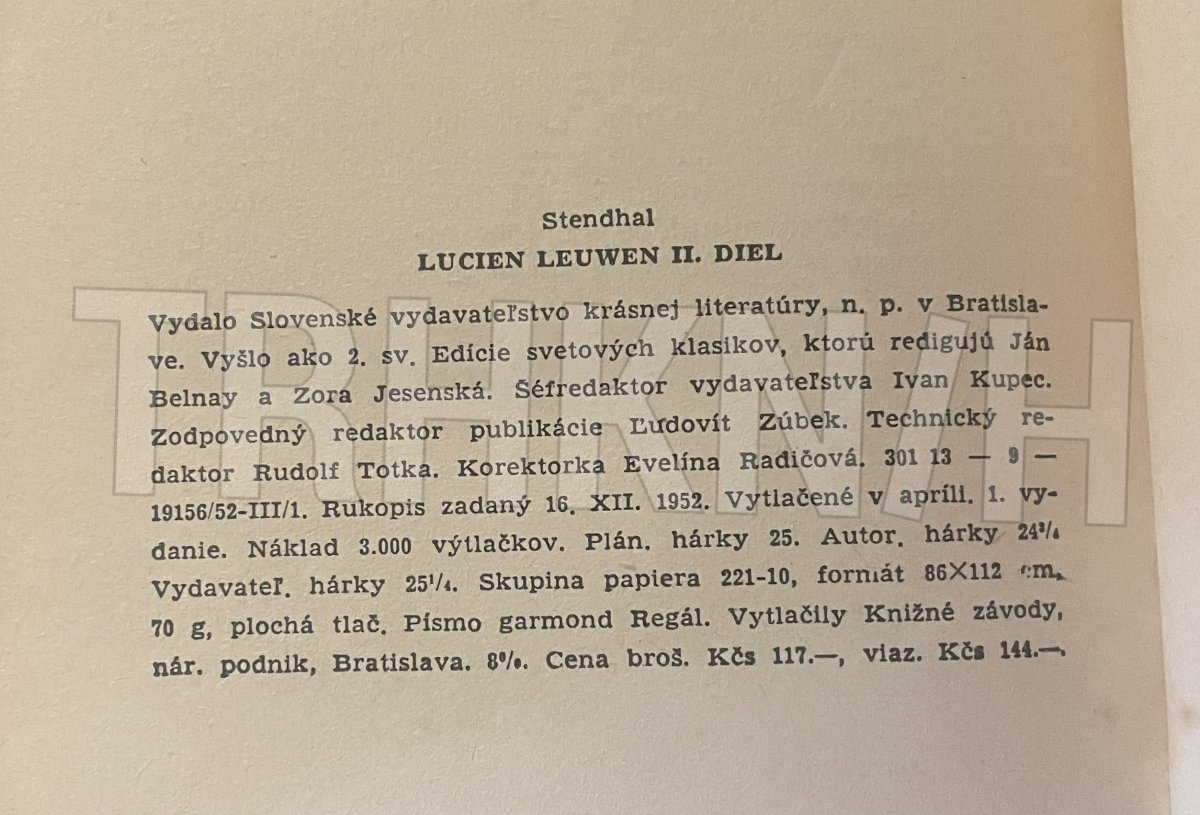 Stendhal
LUCIEN LEUWEN II. DIEL
Vydalo Slovenské vydavateľstvo krásnej literatúry, n. p. v Bratisla-
ve. Vyšlo ako 2. sv. Edície svetových klasikov, ktorú redigujú Ján
Belnay a Zora Jesenská. Šéfredaktor vydavateľstva Ivan Kupec.
Zodpovedný redaktor publikácie Ľudovít Zúbek. Technický re-
daktor Rudolf Totka. Korektorka Evelína Radičová. 301 13 — 9 —
19156/52-III/1. Rukopis zadaný 16. XII. 1952. Vytlačené v apríli. 1. vy-
danie. Náklad 3.000 výtlačkov. Plán. hárky 25. Autor. hárky
Vydavateľ. hárky 25¹/₄. Skupina papiera 221-10, formát 86×112 cm,
70 g, plochá tlač. Písmo garmond Regál. Vytlačily Knižné závody,
nár. podnik, Bratislava. Cena broš. Kčs 117.—, viaz. Kčs 144.—.
TRHKNIH